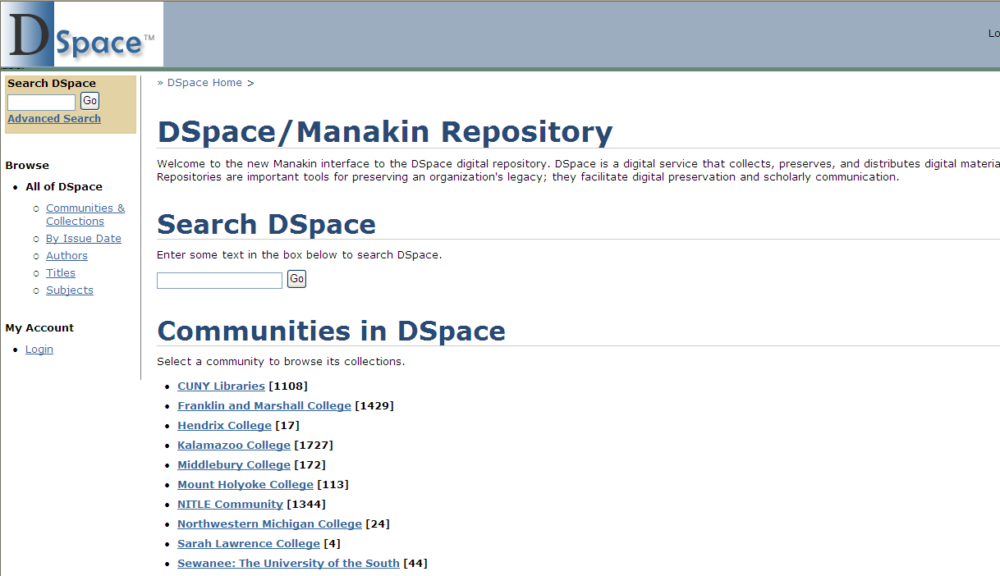 DSpace™
Lo
Search DSpace
Go
Advanced Search
Browse
• All of DSpace
○ Communities &
Collections
○ By Issue Date
○ Authors
○ Titles
○ Subjects
My Account
• Login
» DSpace Home >
DSpace/Manakin Repository
Welcome to the new Manakin interface to the DSpace digital repository. DSpace is a digital service that collects, preserves, and distributes digital materia
Repositories are important tools for preserving an organization's legacy; they facilitate digital preservation and scholarly communication.
Search DSpace
Enter some text in the box below to search DSpace.
Go
Communities in DSpace
Select a community to browse its collections.
• CUNY Libraries [1108]
• Franklin and Marshall College [1429]
• Hendrix College [17]
• Kalamazoo College [1727]
• Middlebury College [172]
• Mount Holyoke College [113]
• NITLE Community [1344]
• Northwestern Michigan College [24]
• Sarah Lawrence College [4]
• Sewanee: The University of the South [44]